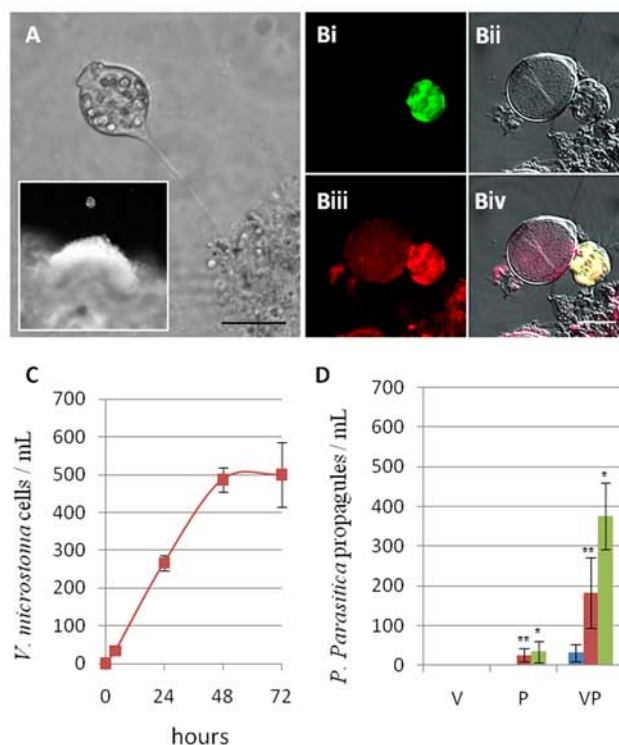 A
Bi
Bii
Biii
Biv
C
D
700
600
500
400
300
200
100
0
V. microstoma cells / mL
0 24 48 72
hours
700
600
500
400
300
200
100
0
P. Parasitica propagules / mL
** *
** *
V P VP